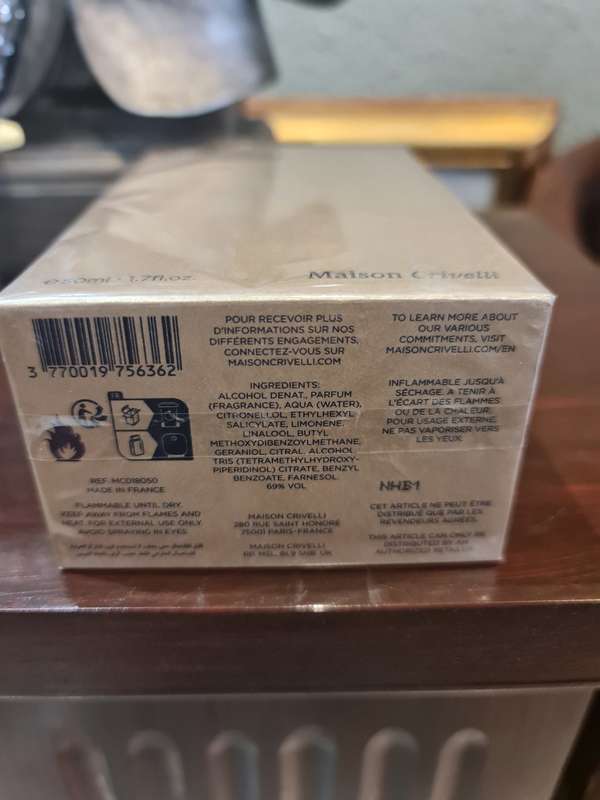 e50ml · 1.7fl.oz.
Maison Crivelli
3 770019 756362
REF. MC018050
MADE IN FRANCE
FLAMMABLE UNTIL DRY.
KEEP AWAY FROM FLAMES AND
HEAT. FOR EXTERNAL USE ONLY
AVOID SPRAYING IN EYES
POUR RECEVOIR PLUS
D'INFORMATIONS SUR NOS
DIFFÉRENTS ENGAGEMENTS,
CONNECTEZ-VOUS SUR
MAISONCRIVELLI.COM
INGREDIENTS:
ALCOHOL DENAT., PARFUM
(FRAGRANCE), AQUA (WATER),
CITRONELLOL, ETHYLHEXYL
SALICYLATE, LIMONENE,
LINALOOL, BUTYL
METHOXYDIBENZOYLMETHANE,
GERANIOL, CITRAL, ALCOHOL,
TRIS (TETRAMETHYLHYDROXY-
PIPERIDINOL) CITRATE, BENZYL
BENZOATE, FARNESOL
69% VOL
MAISON CRIVELLI
280 RUE SAINT HONORÉ
75001 PARIS-FRANCE
MAISON CRIVELLI
TO LEARN MORE ABOUT
OUR VARIOUS
COMMITMENTS, VISIT
MAISONCRIVELLI.COM/EN
INFLAMMABLE JUSQU'À
SÉCHAGE. À TENIR À
L'ÉCART DES FLAMMES
OU DE LA CHALEUR.
POUR USAGE EXTERNE.
NE PAS VAPORISER VERS
LES YEUX.
CET ARTICLE NE PEUT ÊTRE
DISTRIBUÉ QUE PAR LES
REVENDEURS AGRÉÉS.
THIS ARTICLE CAN ONLY BE
DISTRIBUTED BY AN
AUTHORIZED RETAILER